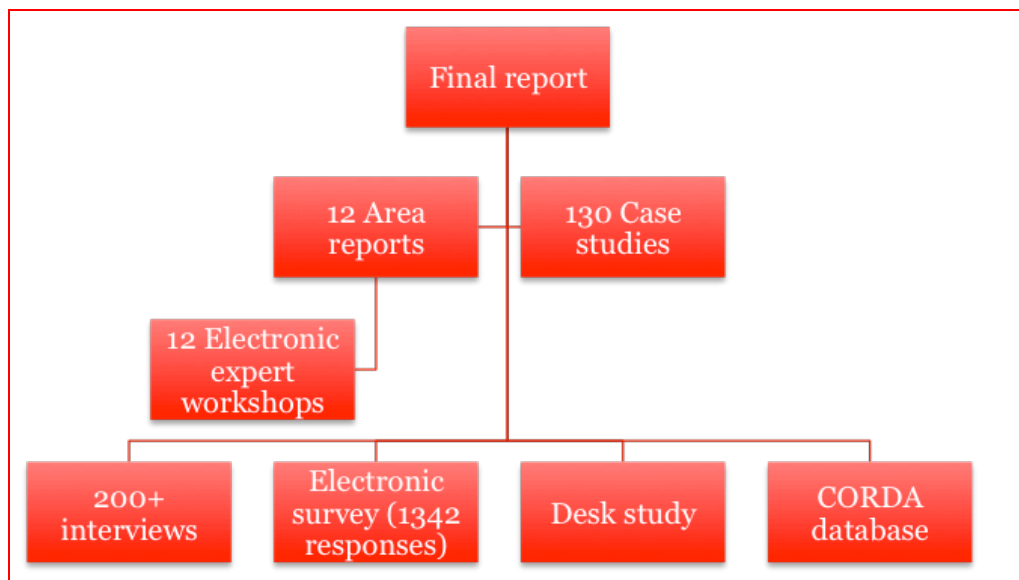 Final report
12 Area
reports
130 Case
studies
12 Electronic
expert
workshops
200+
interviews
Electronic
survey (1342
responses)
Desk study
CORDA
database